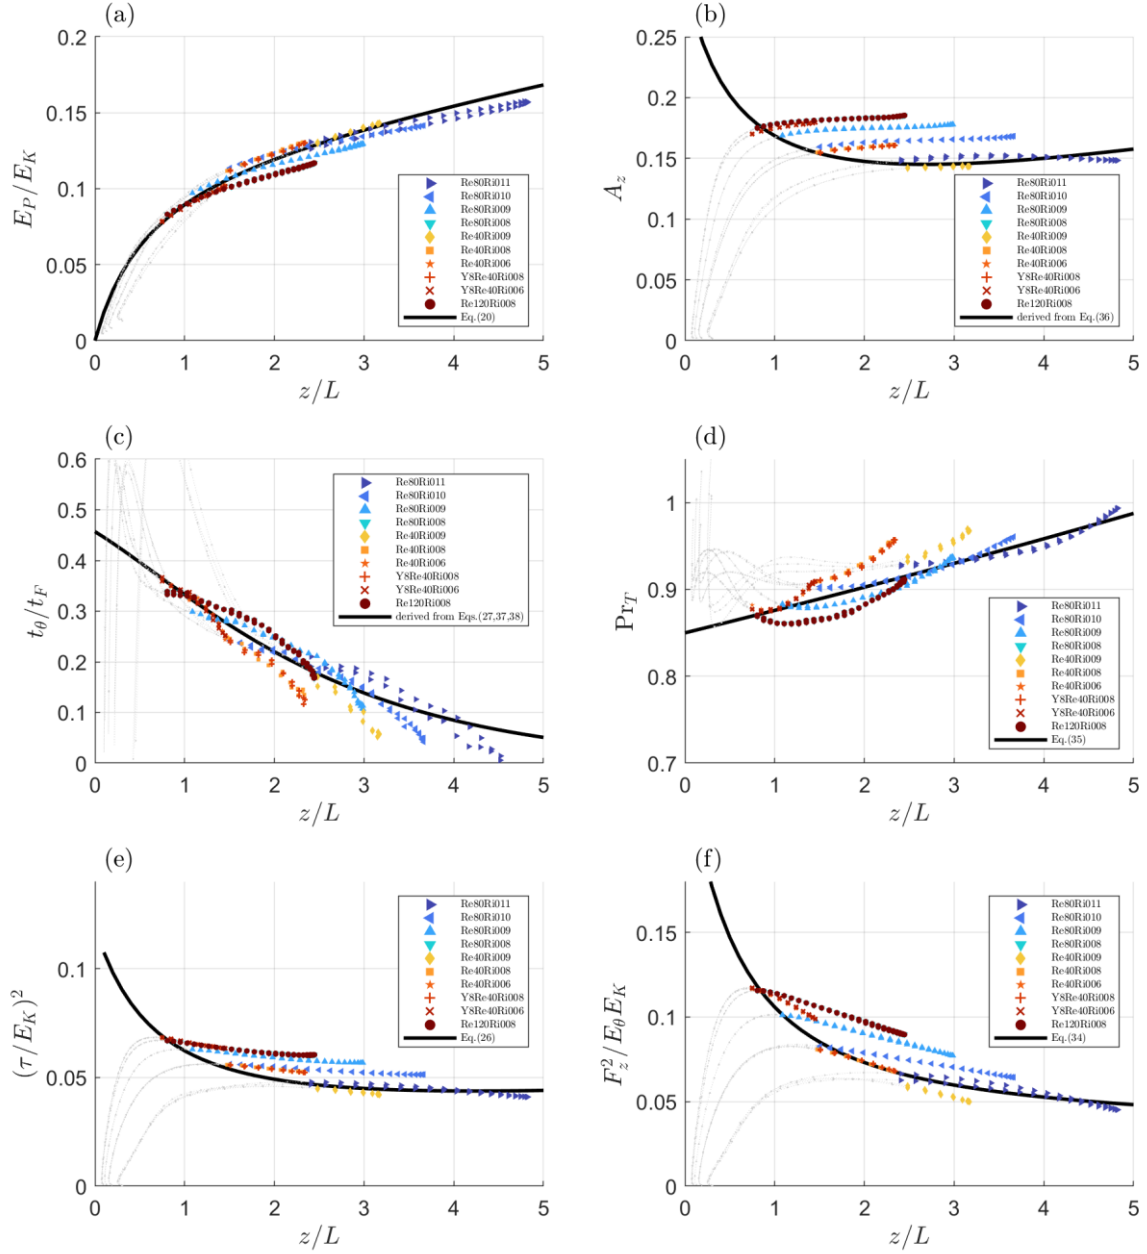 (a)
0.2
0.15
0.1
0.05
0
E_P/E_K
0 1 2 3 4 5
z/L
Re80Ri011
Re80Ri010
Re80Ri009
Re80Ri008
Re40Ri009
Re40Ri008
Re40Ri006
Y8Re40Ri008
Y8Re40Ri006
Re120Ri008
Eq.(20)
(b)
0.25
0.2
0.15
0.1
0.05
0
A_z
0 1 2 3 4 5
z/L
Re80Ri011
Re80Ri010
Re80Ri009
Re80Ri008
Re40Ri009
Re40Ri008
Re40Ri006
Y8Re40Ri008
Y8Re40Ri006
Re120Ri008
derived from Eq.(36)
(c)
0.6
0.5
0.4
0.3
0.2
0.1
0
t_θ/t_F
0 1 2 3 4 5
z/L
Re80Ri011
Re80Ri010
Re80Ri009
Re80Ri008
Re40Ri009
Re40Ri008
Re40Ri006
Y8Re40Ri008
Y8Re40Ri006
Re120Ri008
derived from Eqs.(27,37,38)
(d)
1
0.9
0.8
0.7
Pr_T
0 1 2 3 4 5
z/L
Re80Ri011
Re80Ri010
Re80Ri009
Re80Ri008
Re40Ri009
Re40Ri008
Re40Ri006
Y8Re40Ri008
Y8Re40Ri006
Re120Ri008
Eq.(35)
(e)
0.1
0.05
0
(τ/E_K)²
0 1 2 3 4 5
z/L
Re80Ri011
Re80Ri010
Re80Ri009
Re80Ri008
Re40Ri009
Re40Ri008
Re40Ri006
Y8Re40Ri008
Y8Re40Ri006
Re120Ri008
Eq.(26)
(f)
0.15
0.1
0.05
0
F_z²/E_θE_K
0 1 2 3 4 5
z/L
Re80Ri011
Re80Ri010
Re80Ri009
Re80Ri008
Re40Ri009
Re40Ri008
Re40Ri006
Y8Re40Ri008
Y8Re40Ri006
Re120Ri008
Eq.(34)